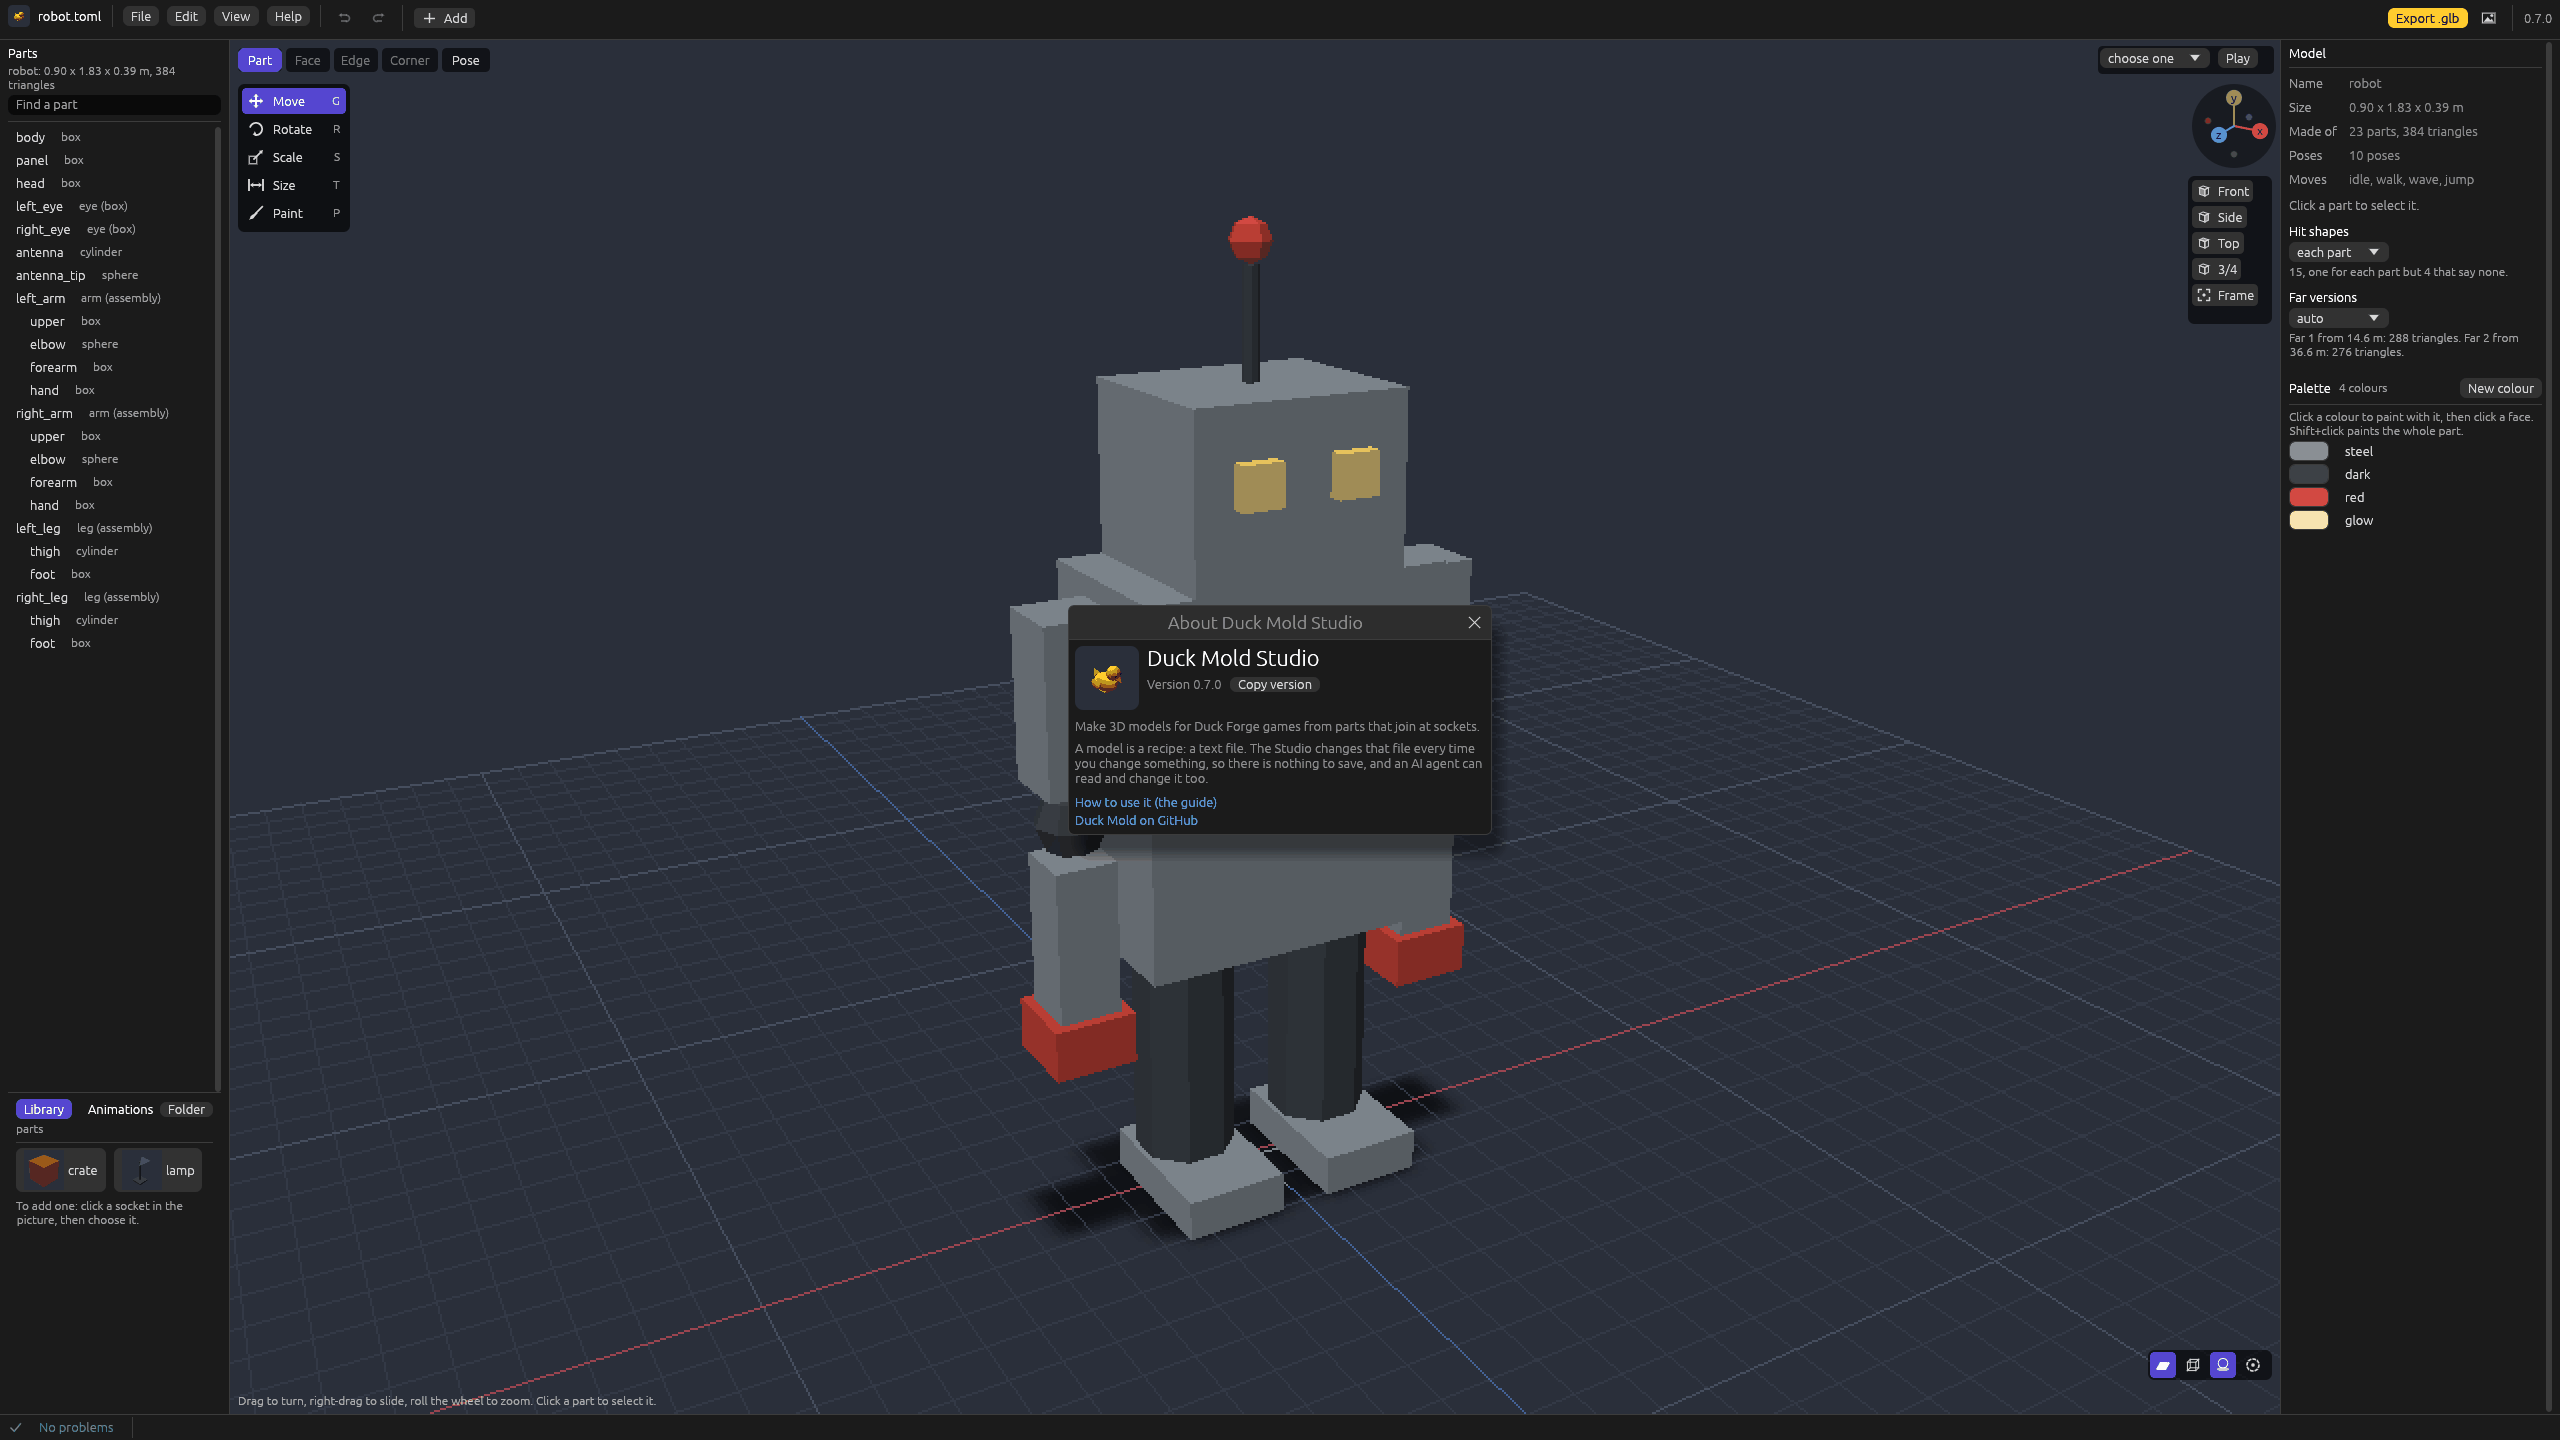 robot.toml File Edit View Help Add Export .glb 0.7.0
Parts
robot: 0.90 x 1.83 x 0.39 m, 384
triangles
Find a part
body box
panel box
head box
left_eye eye (box)
right_eye eye (box)
antenna cylinder
antenna_tip sphere
left_arm arm (assembly)
upper box
elbow sphere
forearm box
hand box
right_arm arm (assembly)
upper box
elbow sphere
forearm box
hand box
left_leg leg (assembly)
thigh cylinder
foot box
right_leg leg (assembly)
thigh cylinder
foot box
Library Animations Folder
parts
crate lamp
To add one: click a socket in the
picture, then choose it.
Part Face Edge Corner Pose
Move G
Rotate R
Scale S
Size T
Paint P
choose one Play
y
z x
Front
Side
Top
3/4
Frame
About Duck Mold Studio
Duck Mold Studio
Version 0.7.0 Copy version
Make 3D models for Duck Forge games from parts that join at sockets.
A model is a recipe: a text file. The Studio changes that file every time
you change something, so there is nothing to save, and an AI agent can
read and change it too.
How to use it (the guide)
Duck Mold on GitHub
Drag to turn, right-drag to slide, roll the wheel to zoom. Click a part to select it.
Model
Name robot
Size 0.90 x 1.83 x 0.39 m
Made of 23 parts, 384 triangles
Poses 10 poses
Moves idle, walk, wave, jump
Click a part to select it.
Hit shapes
each part
15, one for each part but 4 that say none.
Far versions
auto
Far 1 from 14.6 m: 288 triangles. Far 2 from
36.6 m: 276 triangles.
Palette 4 colours New colour
Click a colour to paint with it, then click a face.
Shift+click paints the whole part.
steel
dark
red
glow
No problems